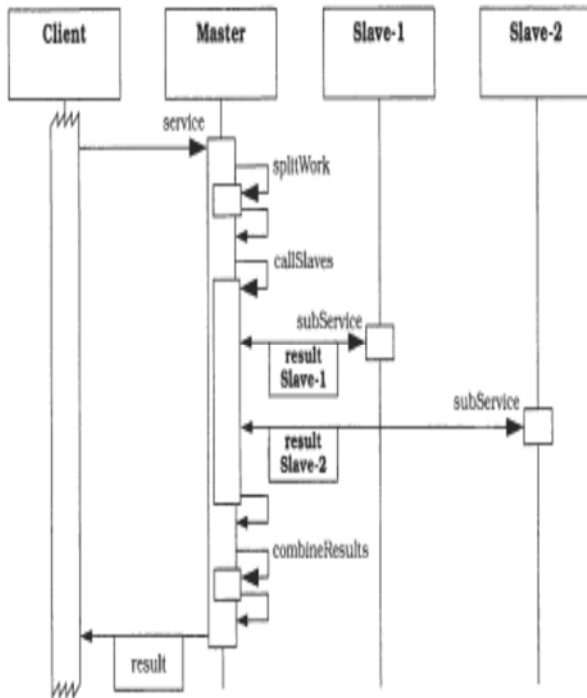 Client
Master
Slave-1
Slave-2
service
splitWork
callSlaves
subService
result
Slave-1
subService
result
Slave-2
combineResults
result